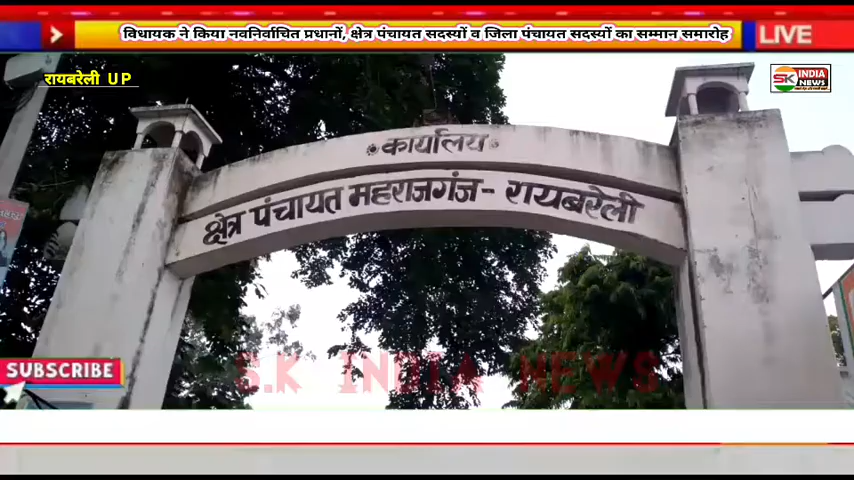 विधायक ने किया नवनिर्वाचित प्रधानों, क्षेत्र पंचायत सदस्यों व जिला पंचायत सदस्यों का सम्मान समारोह
LIVE
रायबरेली UP
SK INDIA
NEWS
कार्यालय
क्षेत्र पंचायत महराजगंज- रायबरेली
SUBSCRIBE
S.K INDIA NEWS